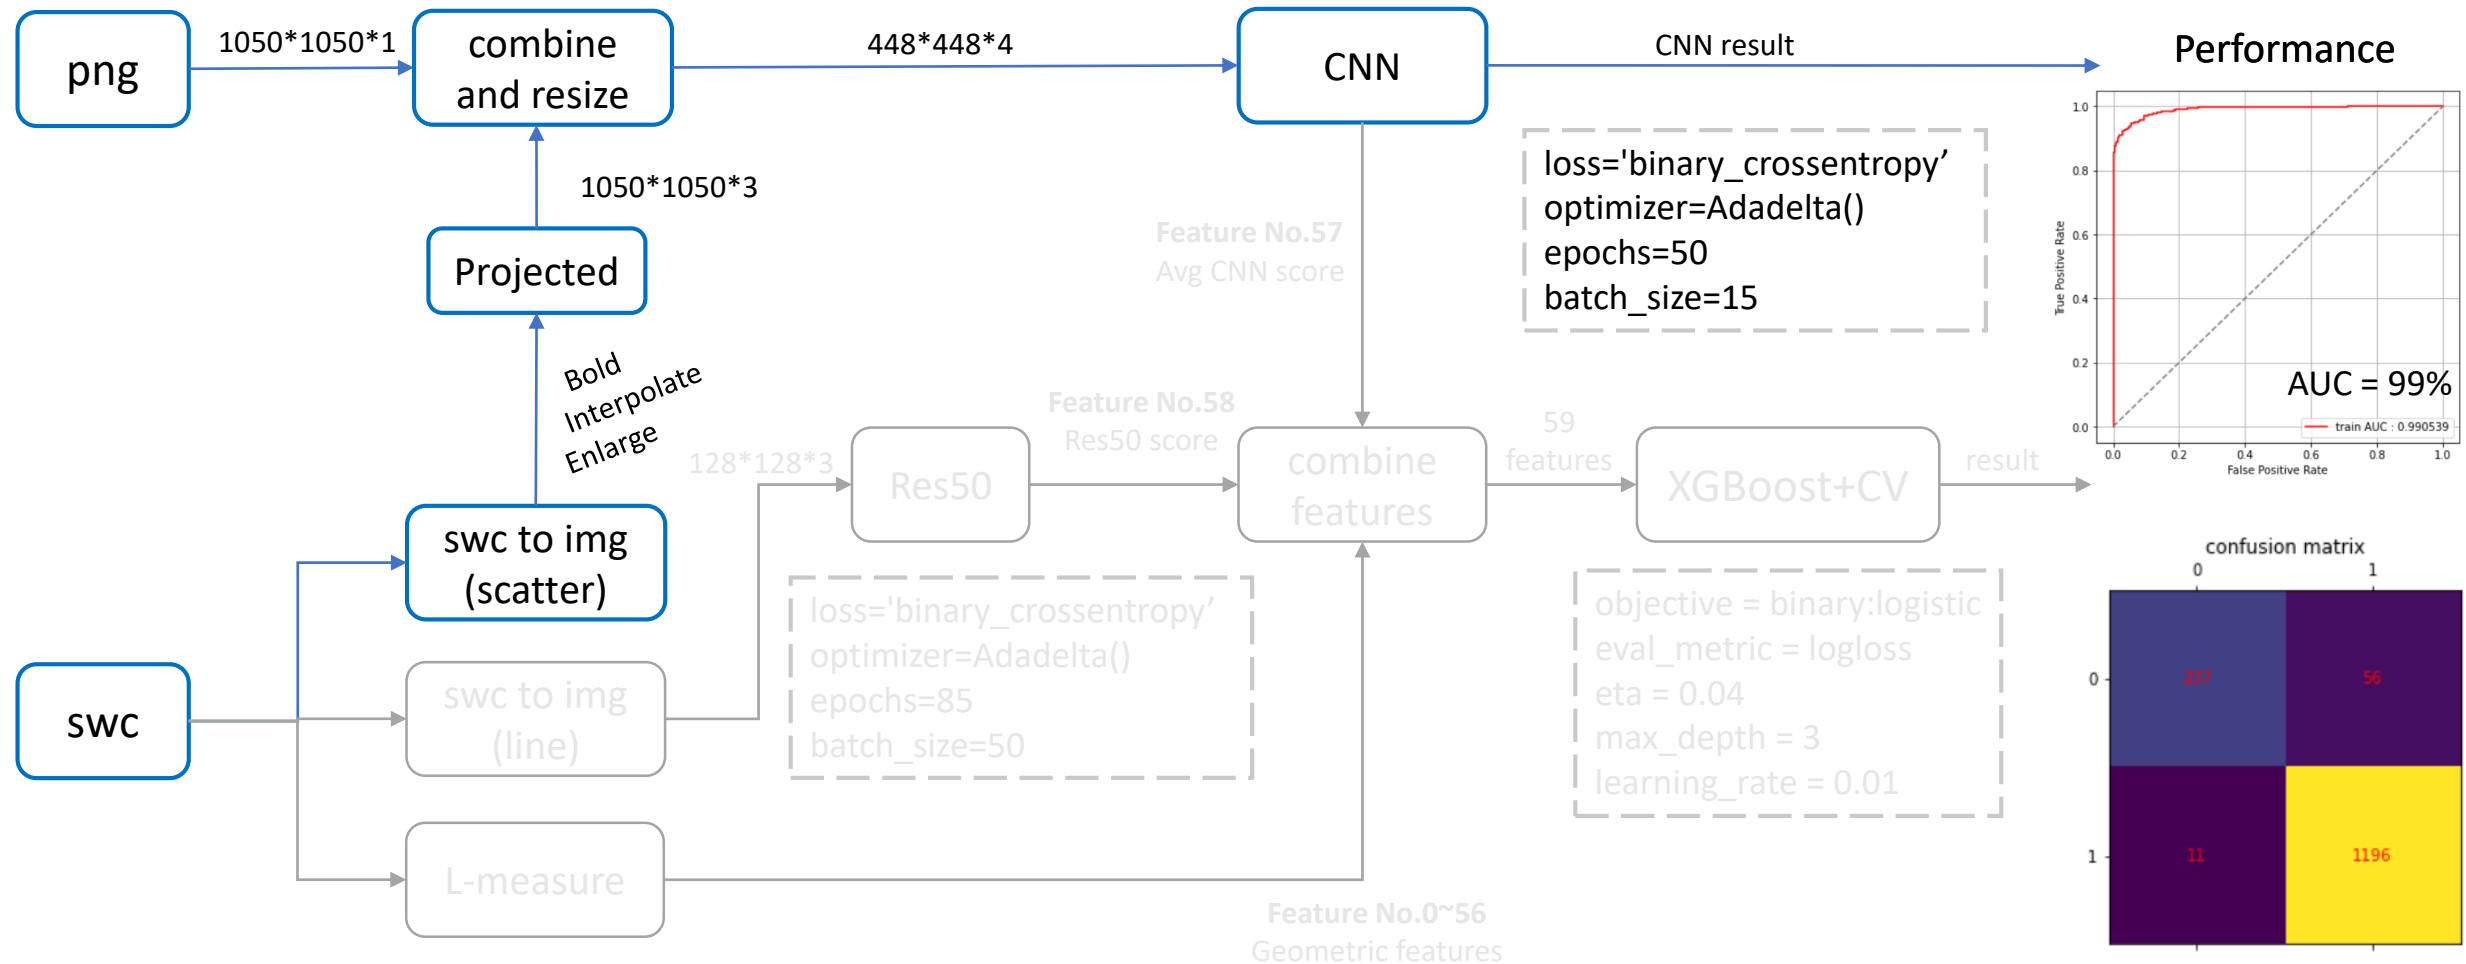 png
1050*1050*1
combine
and resize
448*448*4
CNN
CNN result
Performance
1050*1050*3
Projected
Bold
Interpolate
Enlarge
swc to img
(scatter)
swc
swc to img
(line)
L-measure
128*128*3
Res50
Feature No.58
Res50 score
Feature No.57
Avg CNN score
loss='binary_crossentropy’
optimizer=Adadelta()
epochs=50
batch_size=15
loss='binary_crossentropy’
optimizer=Adadelta()
epochs=85
batch_size=50
combine
features
59
features
XGBoost+CV
result
objective = binary:logistic
eval_metric = logloss
eta = 0.04
max_depth = 3
learning_rate = 0.01
Feature No.0~56
Geometric features
1.0
0.8
0.6
0.4
0.2
0.0
True Positive Rate
AUC = 99%
train AUC : 0.990539
0.0 0.2 0.4 0.6 0.8 1.0
False Positive Rate
confusion matrix
0 1
0 237 56
1 11 1196